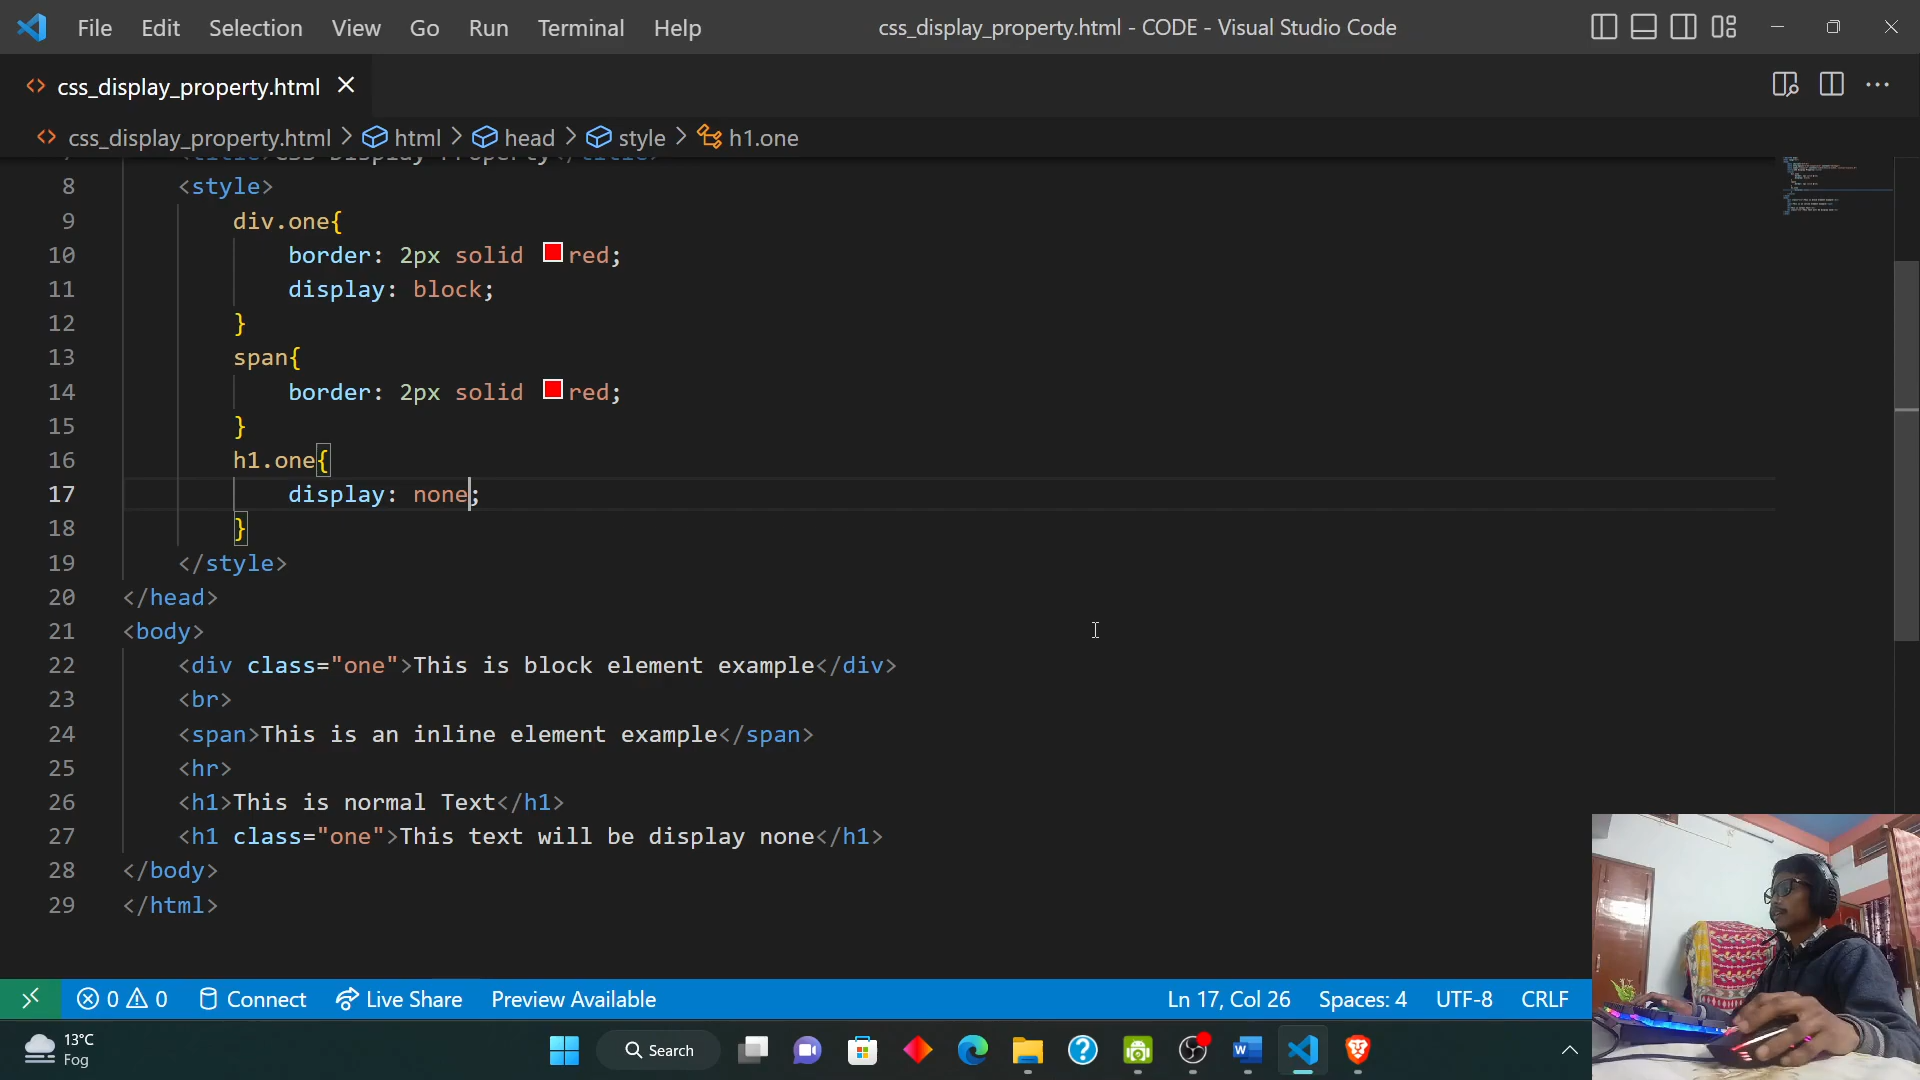 File Edit Selection View Go Run Terminal Help css_display_property.html - CODE - Visual Studio Code
css_display_property.html
css_display_property.html > html > head > style > h1.one
<title>CSS Display Property</title>
8 <style>
9 div.one{
10 border: 2px solid red;
11 display: block;
12 }
13 span{
14 border: 2px solid red;
15 }
16 h1.one{
17 display: none;
18 }
19 </style>
20 </head>
21 <body>
22 <div class="one">This is block element example</div>
23 <br>
24 <span>This is an inline element example</span>
25 <hr>
26 <h1>This is normal Text</h1>
27 <h1 class="one">This text will be display none</h1>
28 </body>
29 </html>
0 0 Connect Live Share Preview Available Ln 17, Col 26 Spaces: 4 UTF-8 CRLF
13°C
Fog
Search